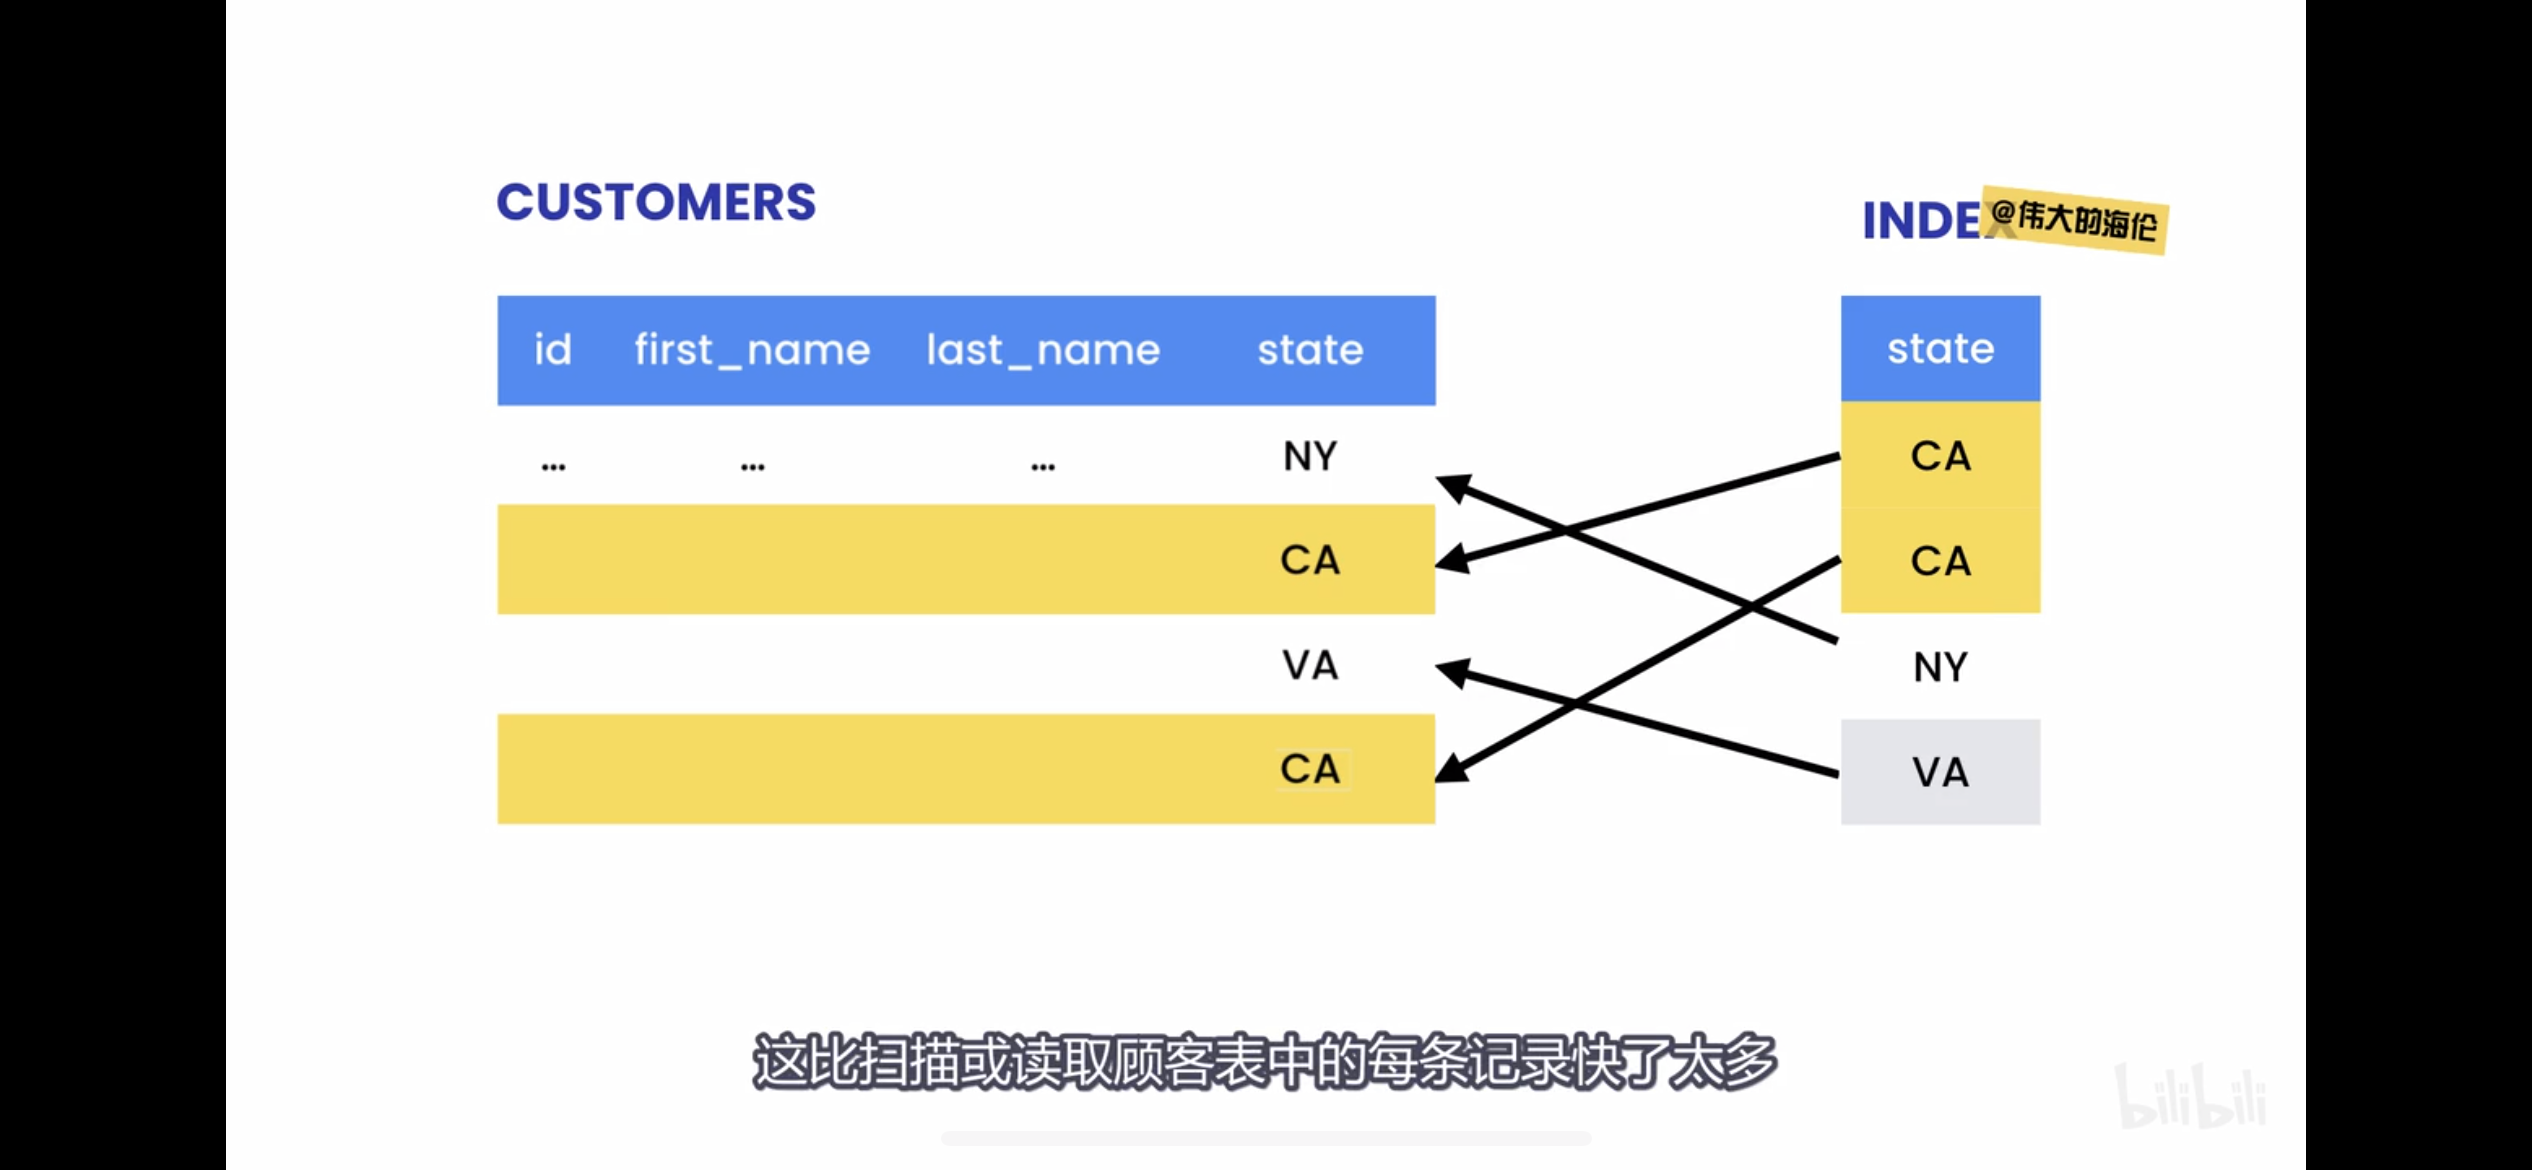 CUSTOMERS
INDEX
@伟大的海伦
id first_name last_name state
state
... ... ... NY
CA
CA
CA
VA
NY
CA
VA
这比扫描或读取顾客表中的每条记录快了太多
bilibili